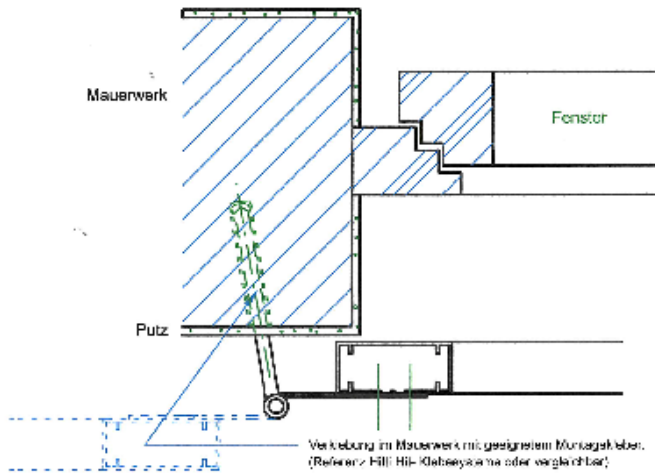 Mauerwerk
Fenster
Putz
Verklebung im Mauerwerk mit geeignetem Montagekleber.
(Referenz Hilti Hit- Klebesysteme oder vergleichbar)